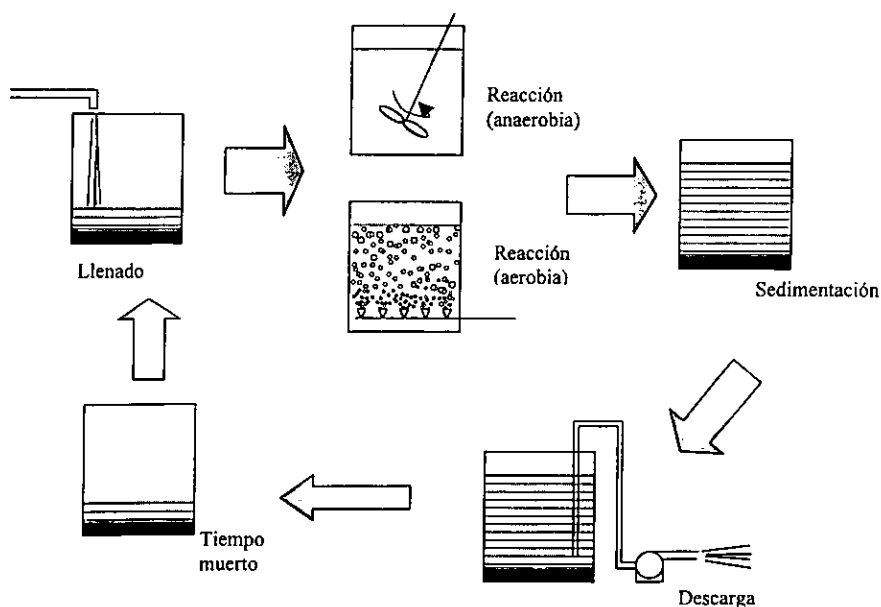 Llenado
Reacción
(anaerobia)
Reacción
(aerobia)
Sedimentación
Descarga
Tiempo
muerto